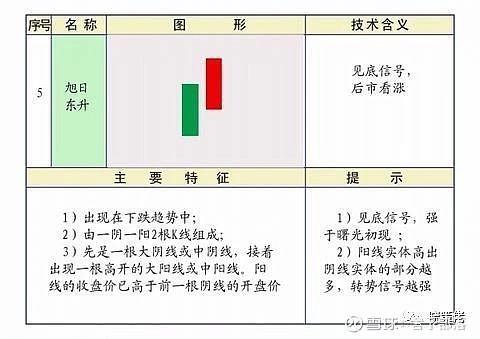 序号 名称 图形 技术含义
5 旭日 见底信号，
东升 后市看涨
主要特征 提示
1）出现在下跌趋势中；
2）由一阴一阳2根K线组成；
3）先是一根大阴线或中阴线，接着
出现一根高开的大阳线或中阳线。阳
线的收盘价已高于前一根阴线的开盘价
1）见底信号，强
于曙光初现；
2）阳线实体高出
阴线实体的部分越
多，转势信号越强
雪球